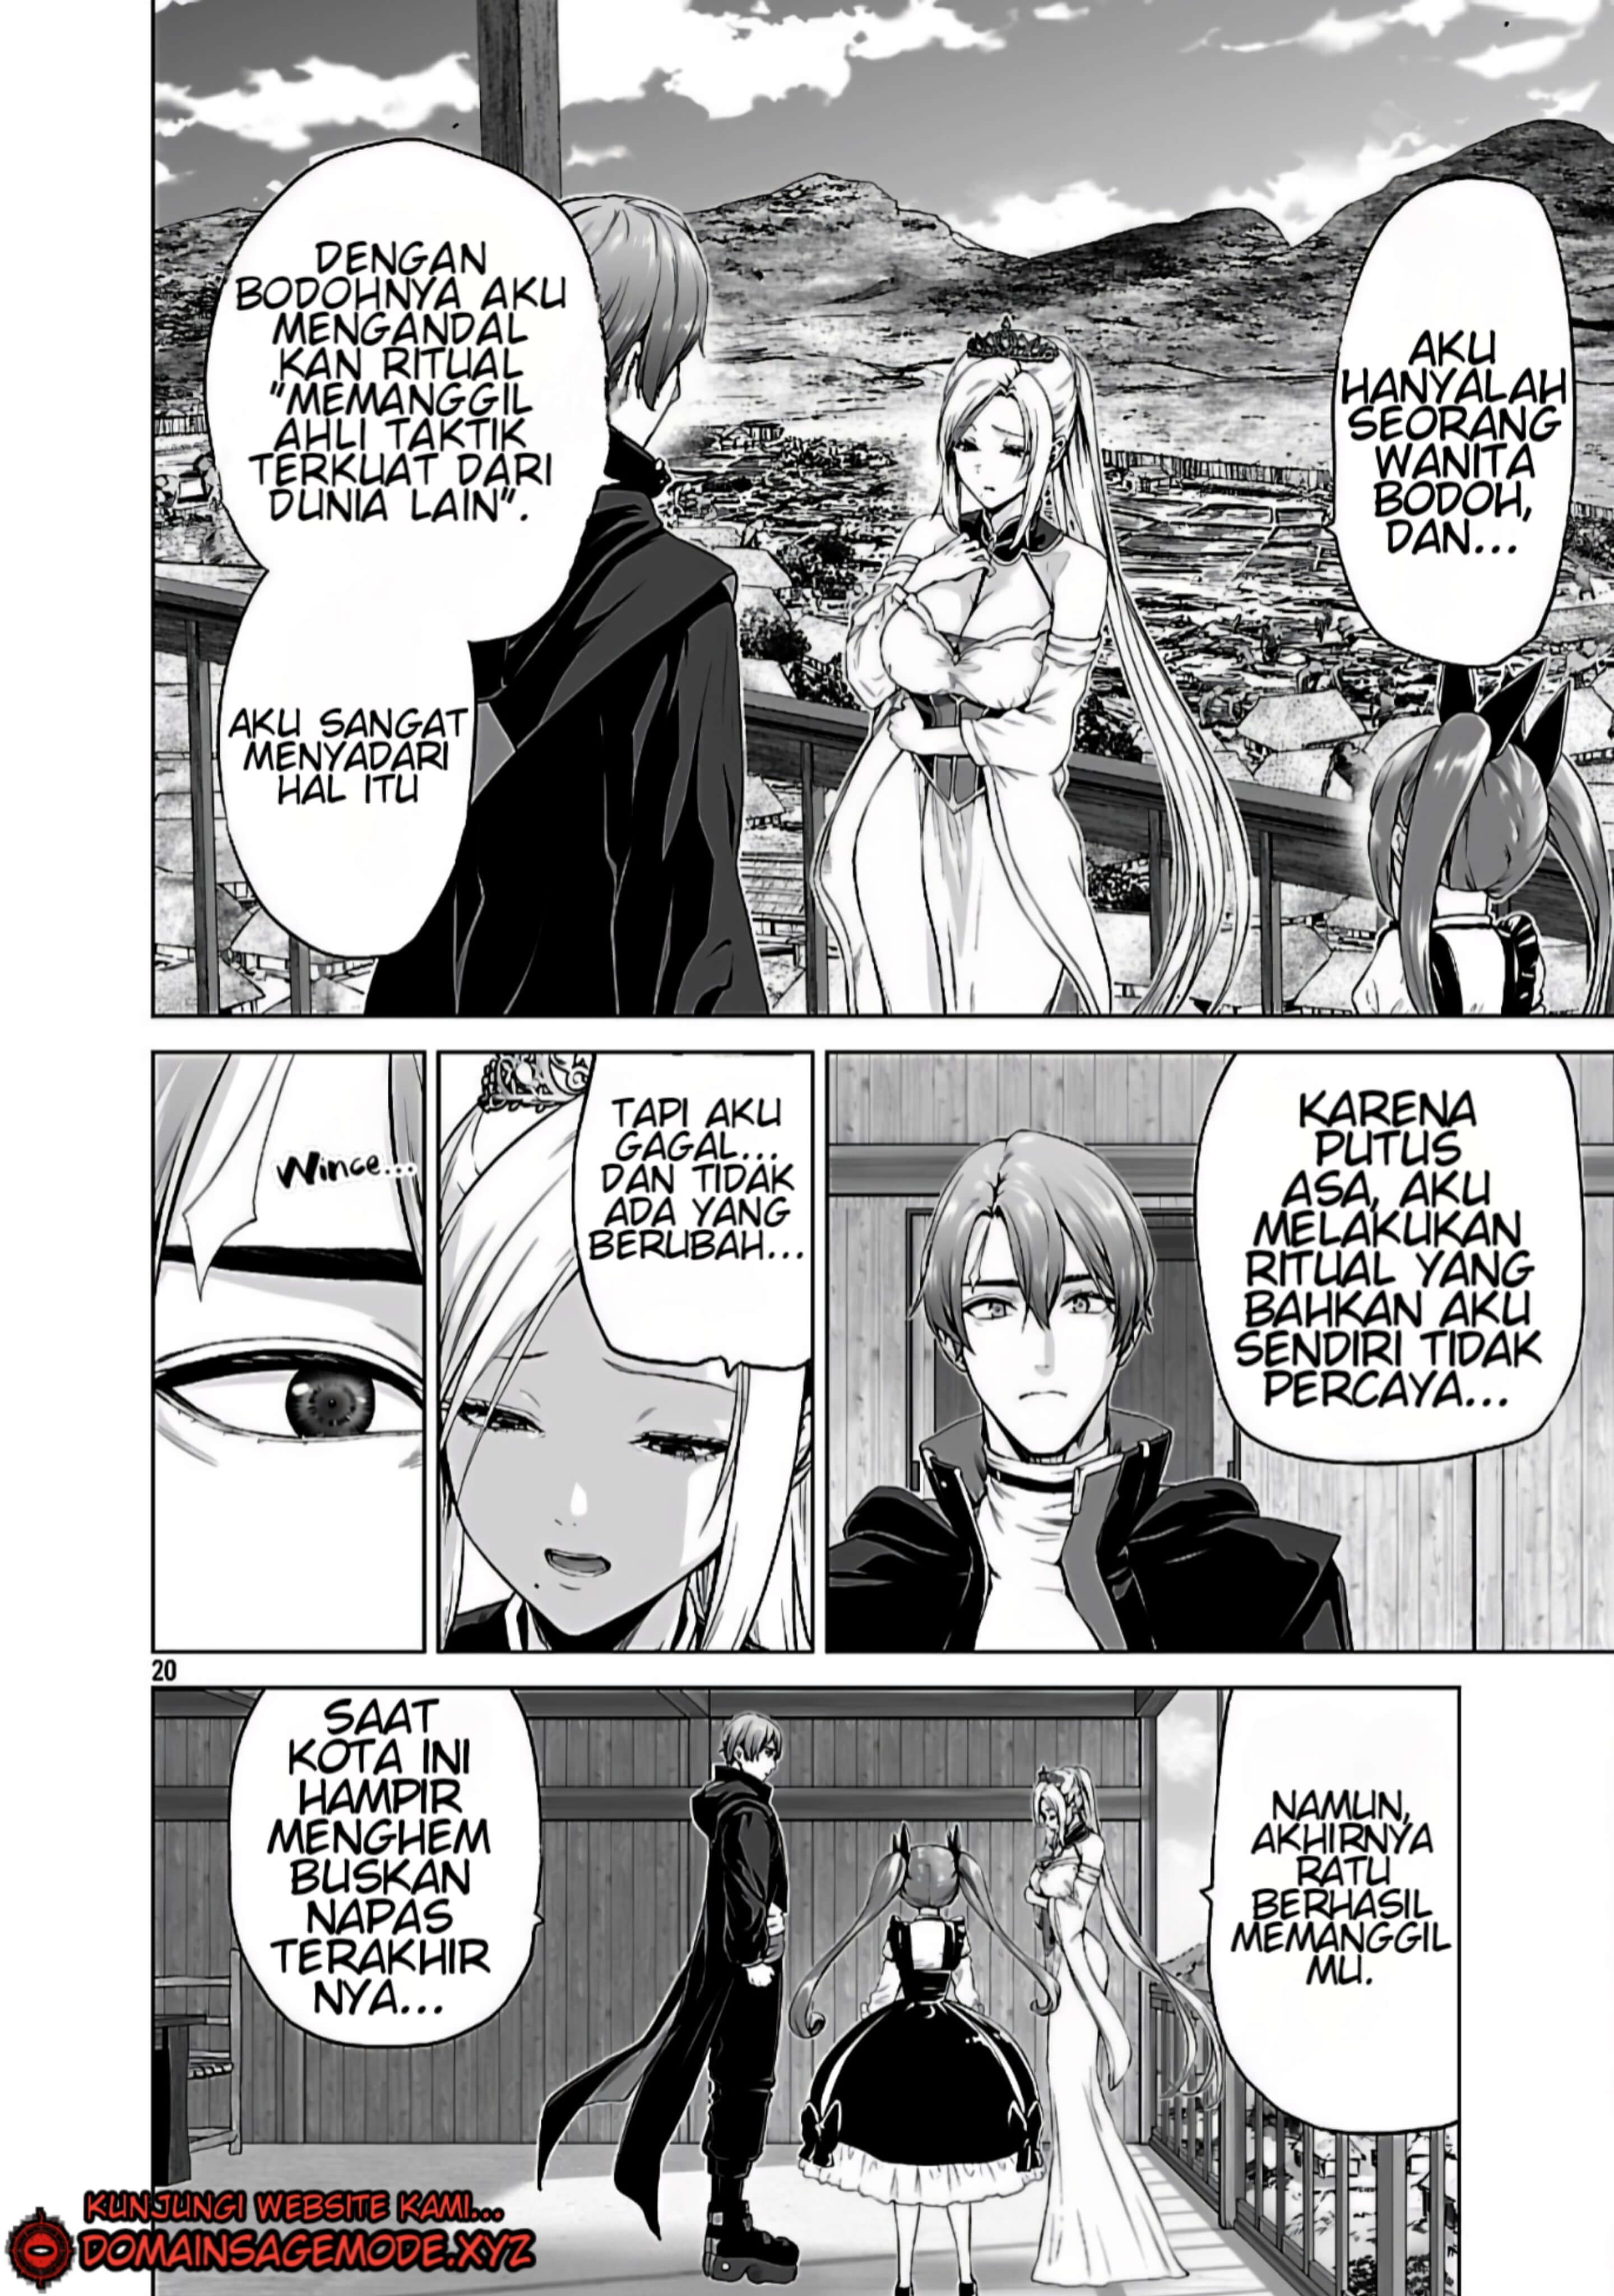 AKU
HANYALAH
SEORANG
WANITA
BODOH,
DAN...
DENGAN
BODOHNYA AKU
MENGANDAL
KAN RITUAL
"MEMANGGIL
AHLI TAKTIK
TERKUAT DARI
DUNIA LAIN".
AKU SANGAT
MENYADARI
HAL ITU
KARENA
PUTUS
ASA, AKU
MELAKUKAN
RITUAL YANG
BAHKAN AKU
SENDIRI TIDAK
PERCAYA...
TAPI AKU
GAGAL...
DAN TIDAK
ADA YANG
BERUBAH...
Wince...
20
NAMUN,
AKHIRNYA
RATU
BERHASIL
MEMANGGIL
MU.
SAAT
KOTA INI
HAMPIR
MENGHEM
BUSKAN
NAPAS
TERAKHIR
NYA...
KUNJUNGI WEBSITE KAMI...
DOMAINSAGEMODE.XYZ